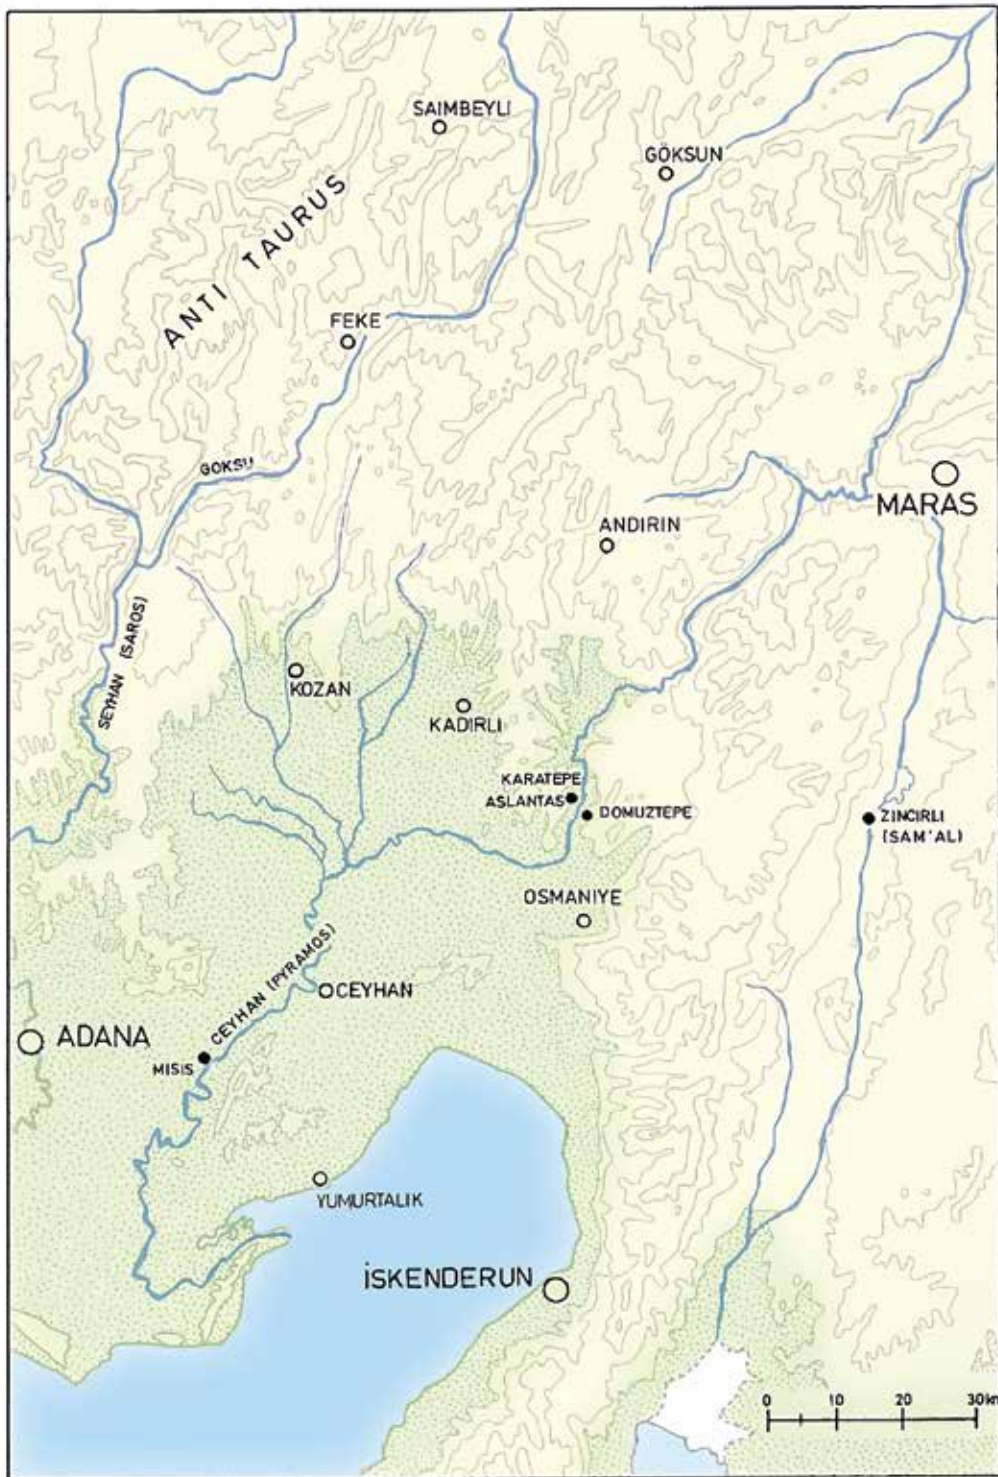 SAIMBEYLI
GÖKSUN
ANTI TAURUS
FEKE
GOKSU
MARAS
ANDIRIN
SEYHAN (SAROS)
KOZAN
KADIRLI
KARATEPE
ASLANTAS
DOMUZTEPE
ZINCIRLI
(SAM'AL)
OSMANIYE
CEYHAN (PYRAMOS)
CEYHAN
ADANA
MISIS
YUMURTALIK
İSKENDERUN
0 10 20 30km